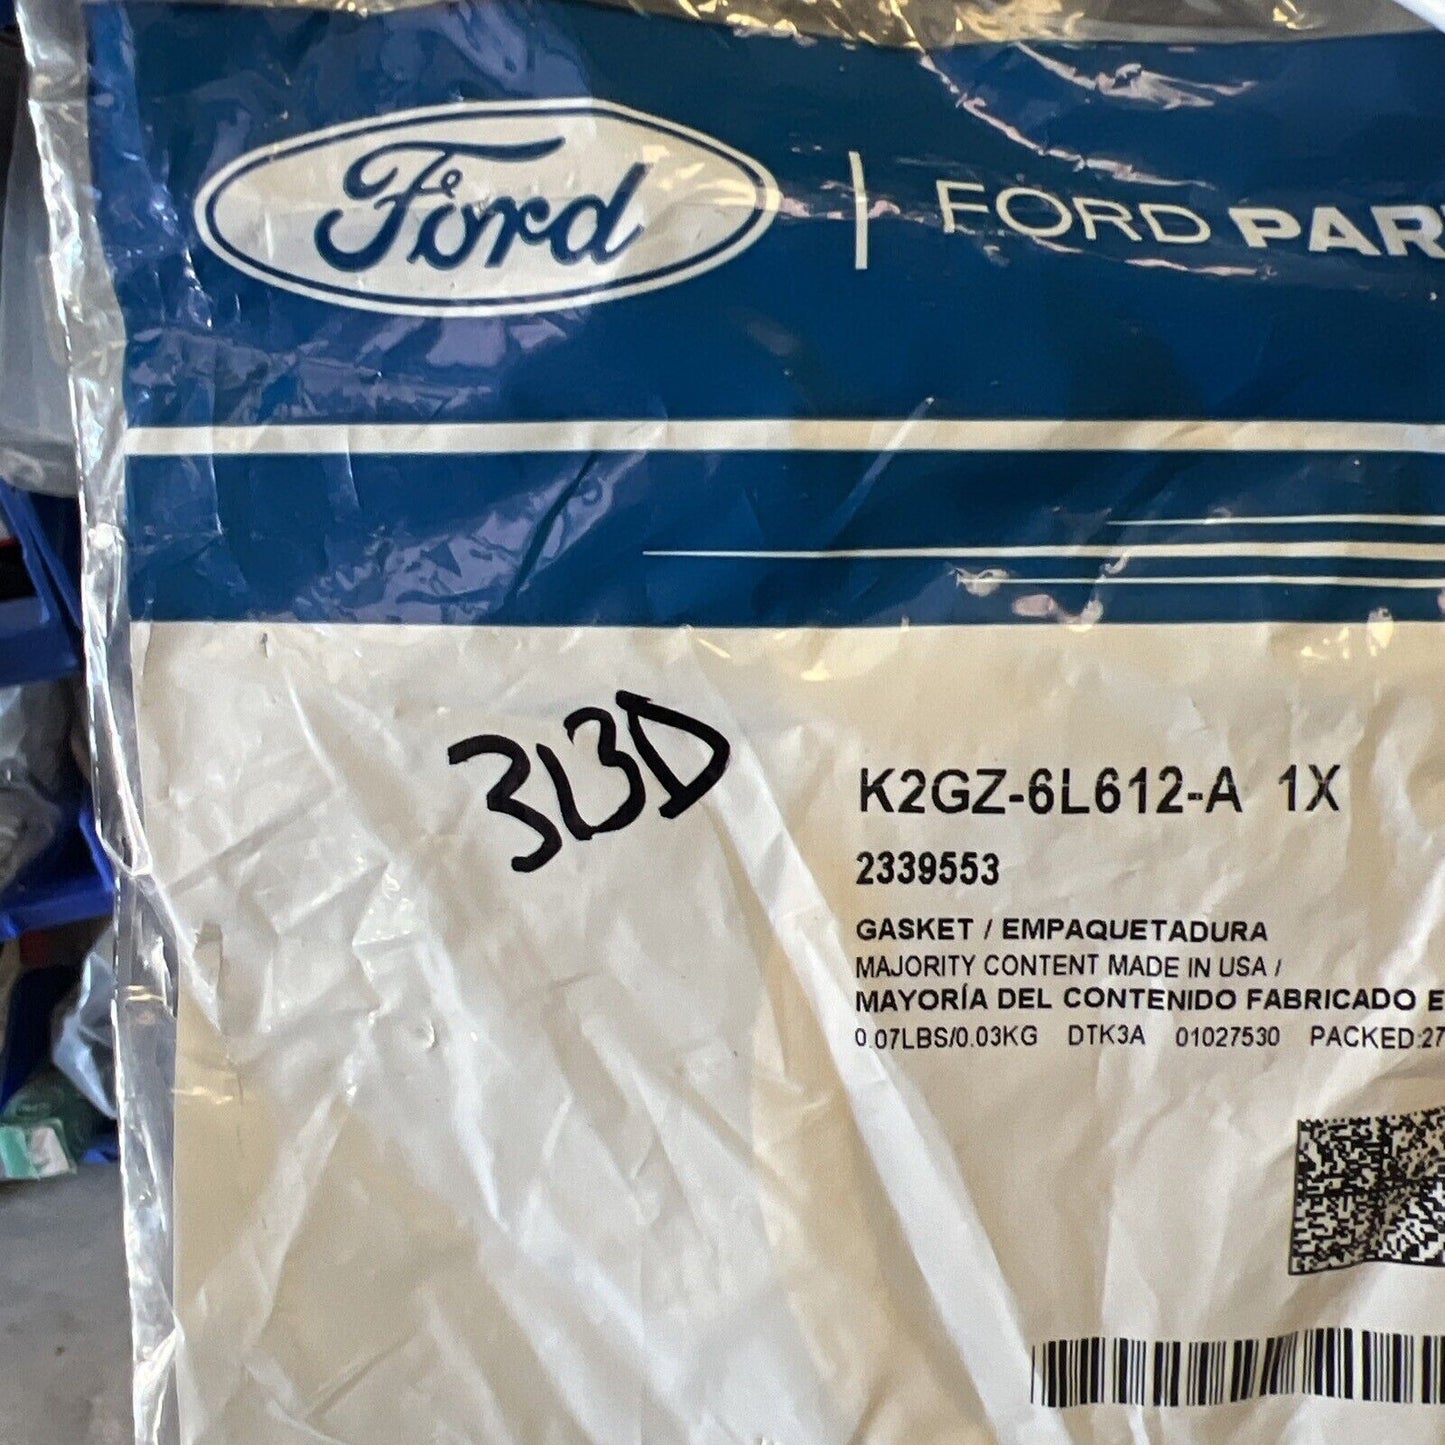 Ford
FORD PAR
313D
K2GZ-6L612-A 1X
2339553
GASKET / EMPAQUETADURA
MAJORITY CONTENT MADE IN USA /
MAYORÍA DEL CONTENIDO FABRICADO E
0.07LBS/0.03KG DTK3A 01027530 PACKED:27